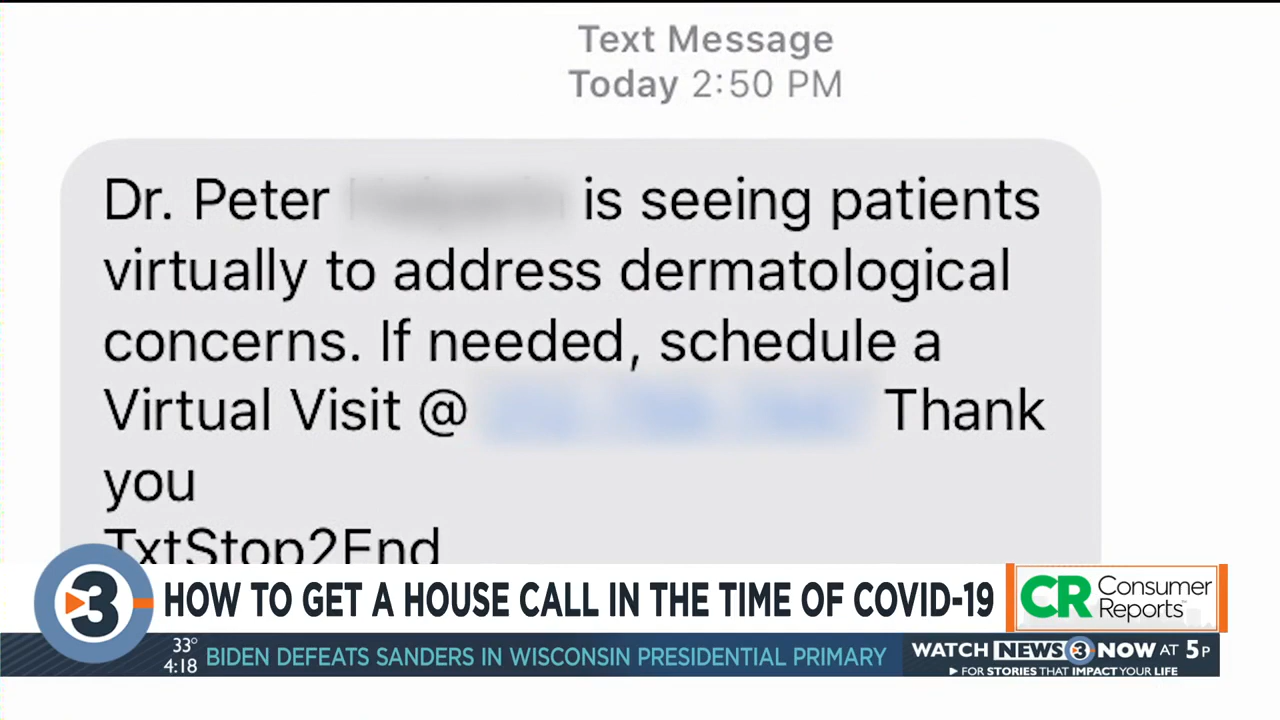 Text Message
Today 2:50 PM
Dr. Peter is seeing patients
virtually to address dermatological
concerns. If needed, schedule a
Virtual Visit @ Thank
you
TxtStop2End
3 HOW TO GET A HOUSE CALL IN THE TIME OF COVID-19
CR Consumer
Reports™
33°
4:18
BIDEN DEFEATS SANDERS IN WISCONSIN PRESIDENTIAL PRIMARY
WATCH NEWS 3 NOW AT 5P
▶ FOR STORIES THAT IMPACT YOUR LIFE